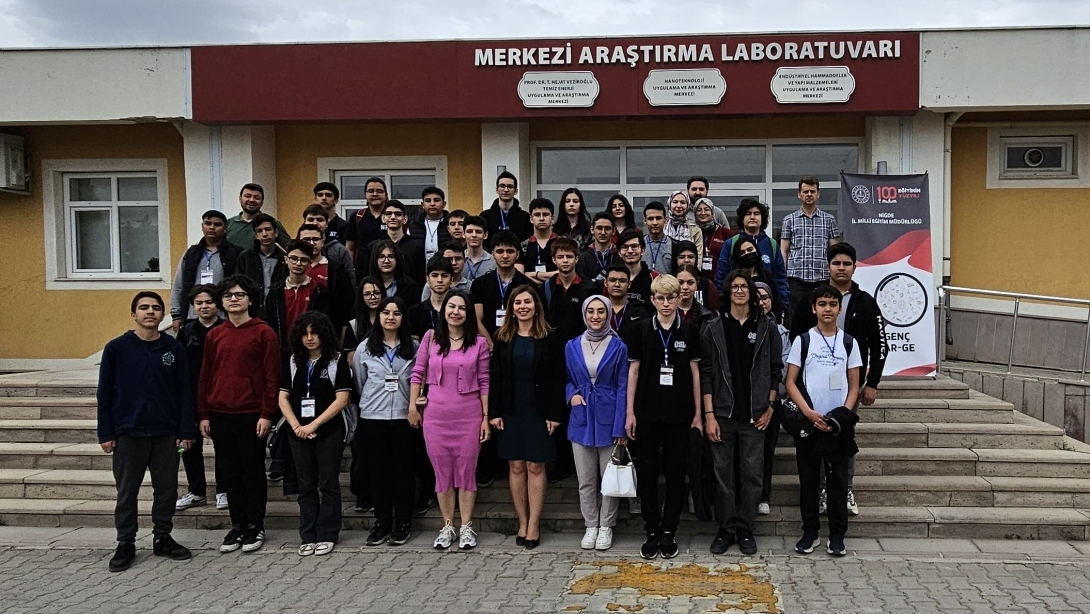 MERKEZİ ARAŞTIRMA LABORATUVARI
PROF. DR. T. NEJAT VEZİROĞLU
TEMİZ ENERJİ
UYGULAMA VE ARAŞTIRMA
MERKEZİ
NANOTEKNOLOJİ
UYGULAMA VE ARAŞTIRMA
MERKEZİ
ENDÜSTRİYEL HAMMADDELER
VE YAPI MALZEMELERİ
UYGULAMA VE ARAŞTIRMA
MERKEZİ
100
EĞİTİMİN
YÜZYILI
NİĞDE
İL MİLLİ EĞİTİM MÜDÜRLÜĞÜ
GENÇ
AR-GE